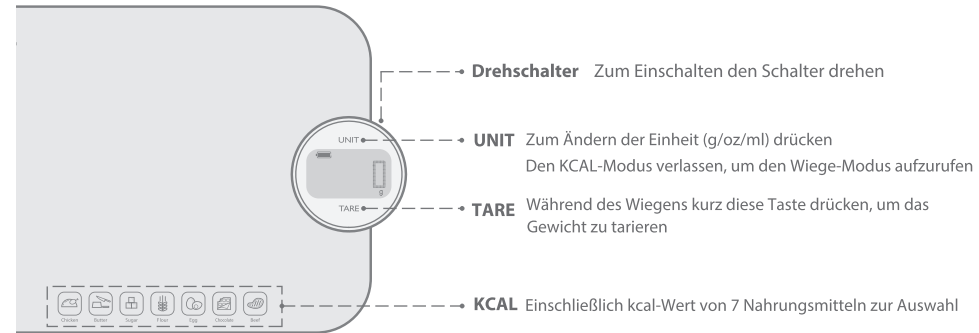 Drehschalter Zum Einschalten den Schalter drehen
UNIT
UNIT Zum Ändern der Einheit (g/oz/ml) drücken
Den KCAL-Modus verlassen, um den Wiege-Modus aufzurufen
0
g
TARE
TARE Während des Wiegens kurz diese Taste drücken, um das
Gewicht zu tarieren
Chicken Butter Sugar Flour Egg Chocolate Beef
KCAL Einschließlich kcal-Wert von 7 Nahrungsmitteln zur Auswahl